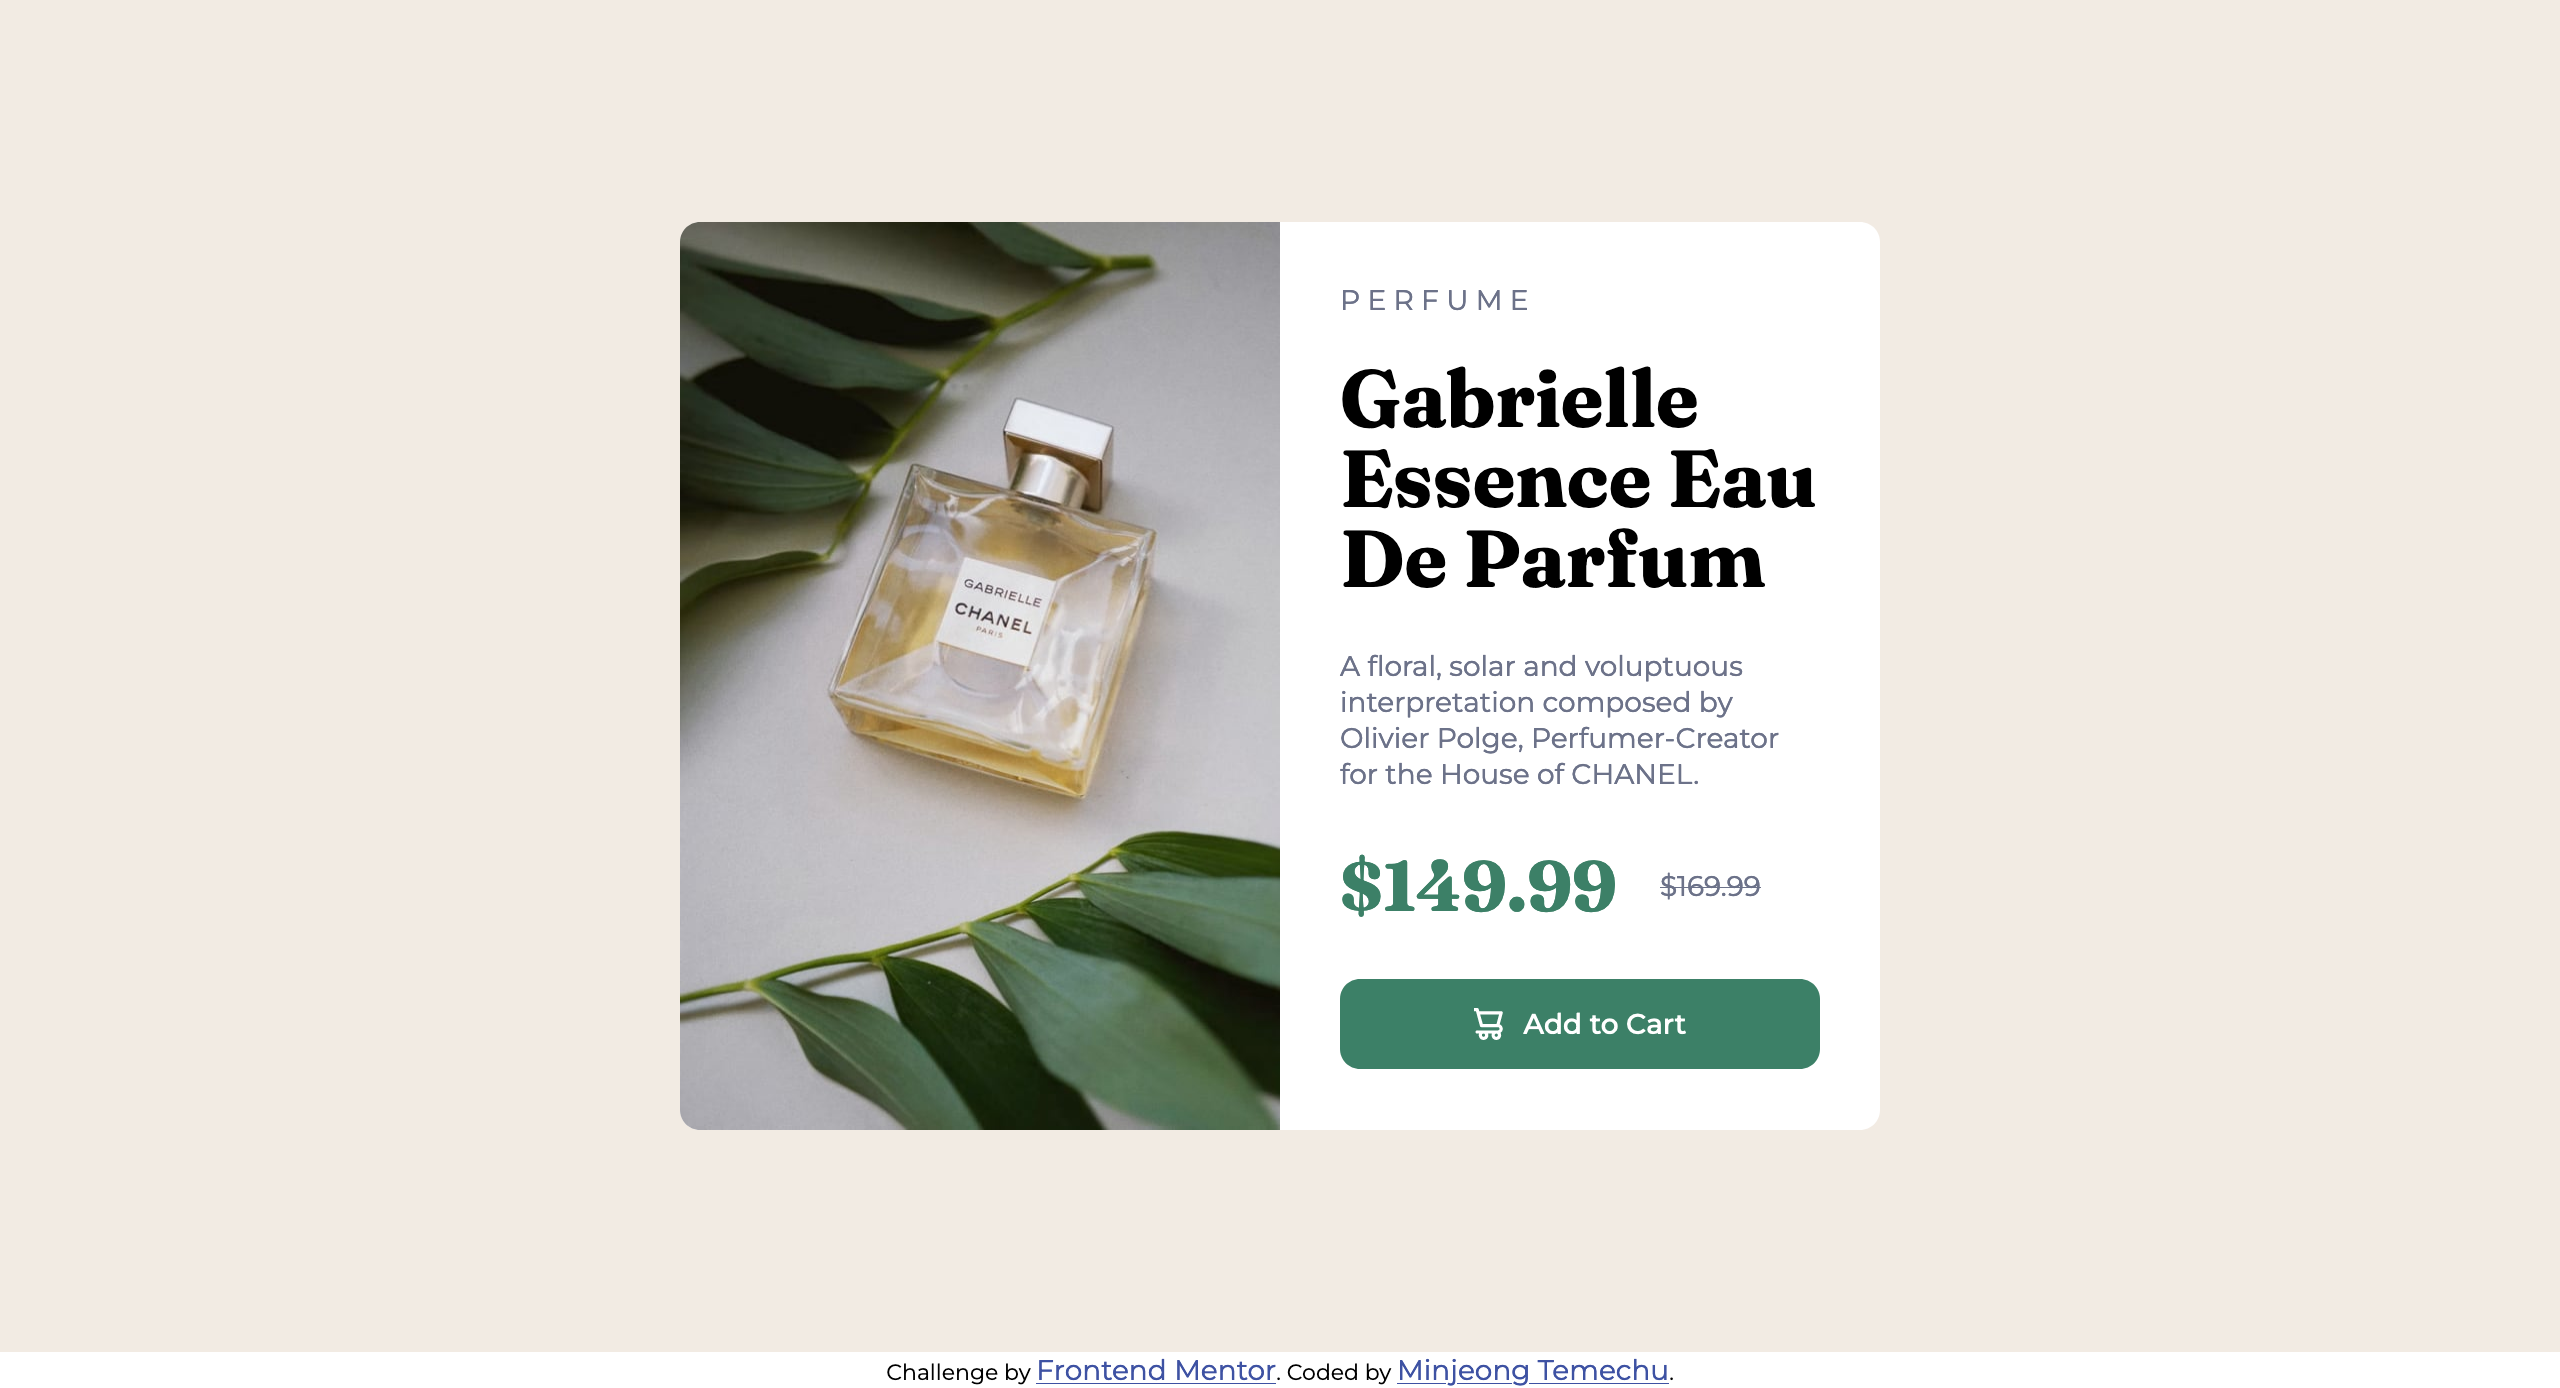 GABRIELLE
CHANEL
PARIS
PERFUME
Gabrielle
Essence Eau
De Parfum
A floral, solar and voluptuous
interpretation composed by
Olivier Polge, Perfumer-Creator
for the House of CHANEL.
$149.99 $169.99
Add to Cart
Challenge by Frontend Mentor. Coded by Minjeong Temechu.